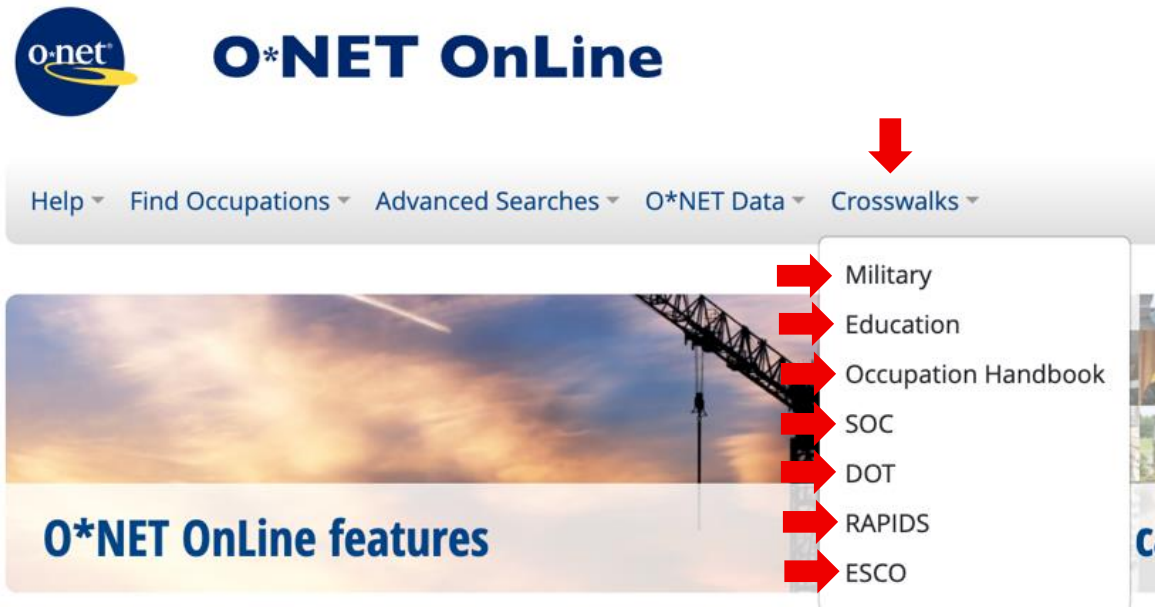 o*net
O*NET OnLine
Help Find Occupations Advanced Searches O*NET Data Crosswalks
Military
Education
Occupation Handbook
SOC
DOT
RAPIDS
ESCO
O*NET OnLine features